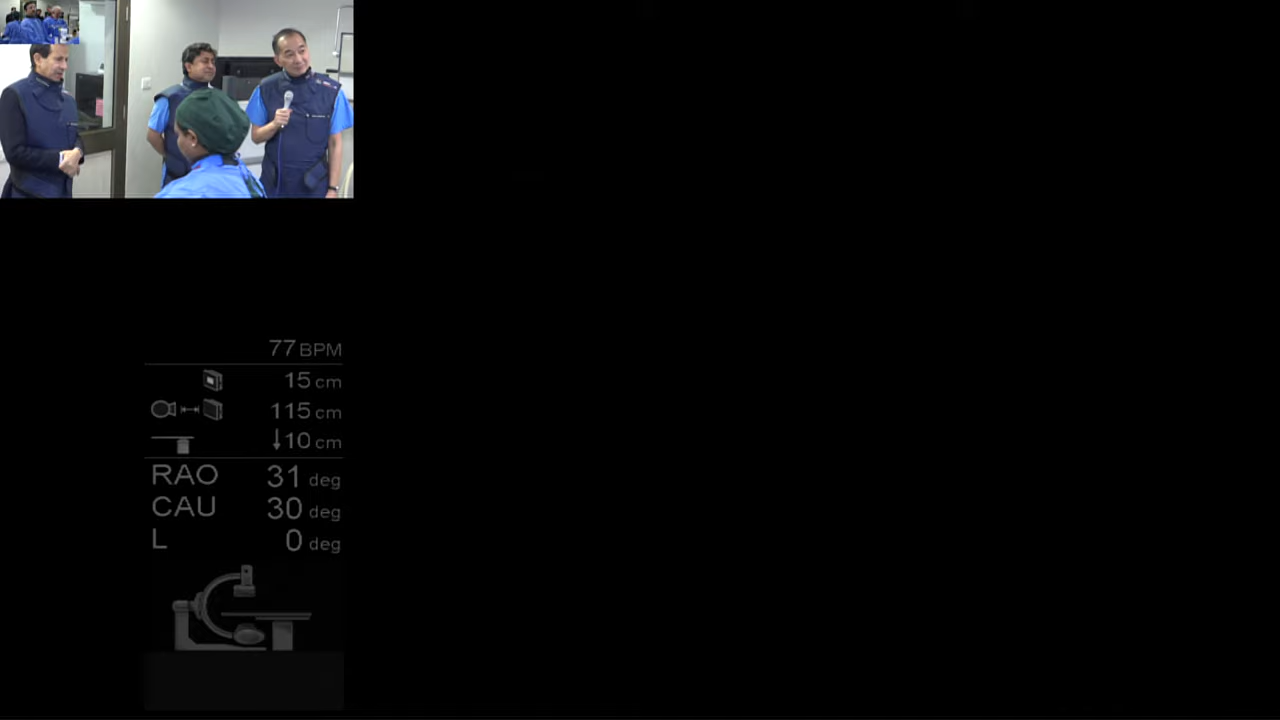 77 BPM
15 cm
115 cm
↓10 cm
RAO 31 deg
CAU 30 deg
L 0 deg